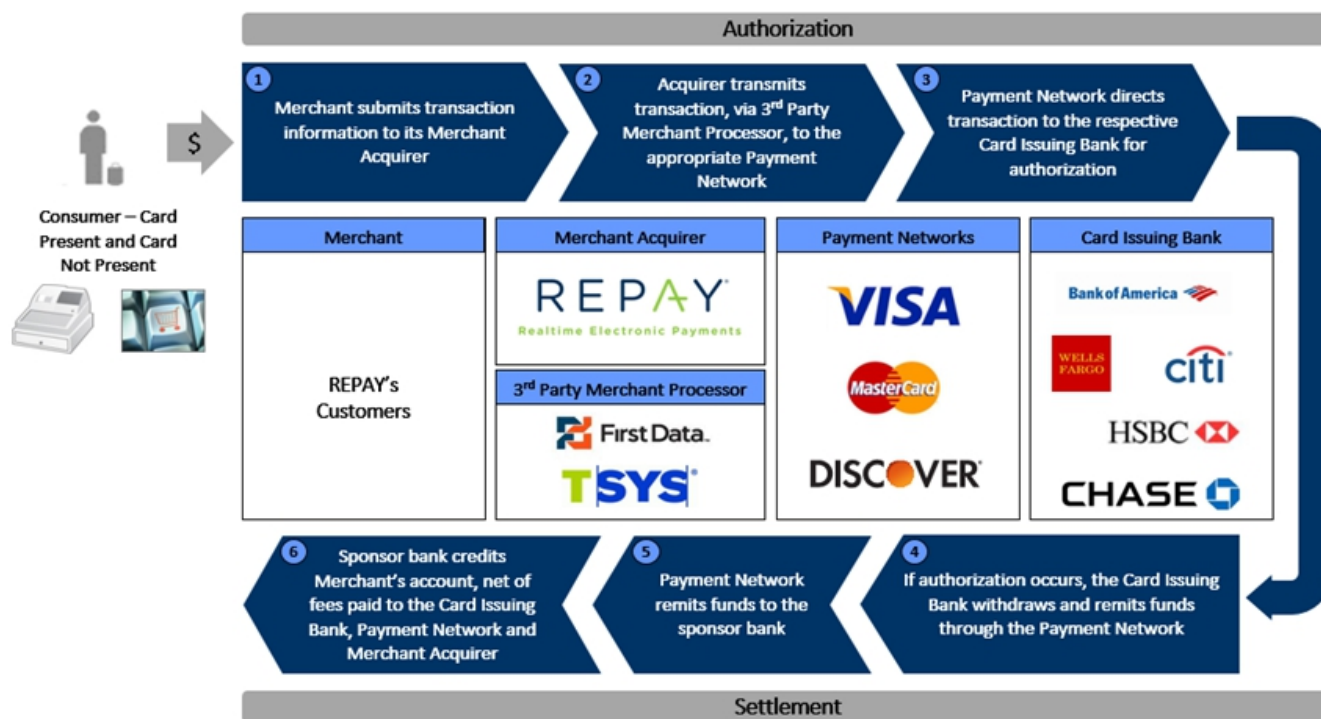 Authorization
1
Merchant submits transaction
information to its Merchant
Acquirer
2
Acquirer transmits
transaction, via 3rd Party
Merchant Processor, to the
appropriate Payment
Network
3
Payment Network directs
transaction to the respective
Card Issuing Bank for
authorization
$
Consumer – Card
Present and Card
Not Present
Merchant
REPAY's
Customers
Merchant Acquirer
REPAY
Realtime Electronic Payments
3rd Party Merchant Processor
First Data
TSYS
Payment Networks
VISA
MasterCard
DISCOVER
Card Issuing Bank
Bank of America
WELLS
FARGO
citi
HSBC
CHASE
6
Sponsor bank credits
Merchant's account, net of
fees paid to the Card Issuing
Bank, Payment Network and
Merchant Acquirer
5
Payment Network
remits funds to the
sponsor bank
4
If authorization occurs, the Card Issuing
Bank withdraws and remits funds
through the Payment Network
Settlement